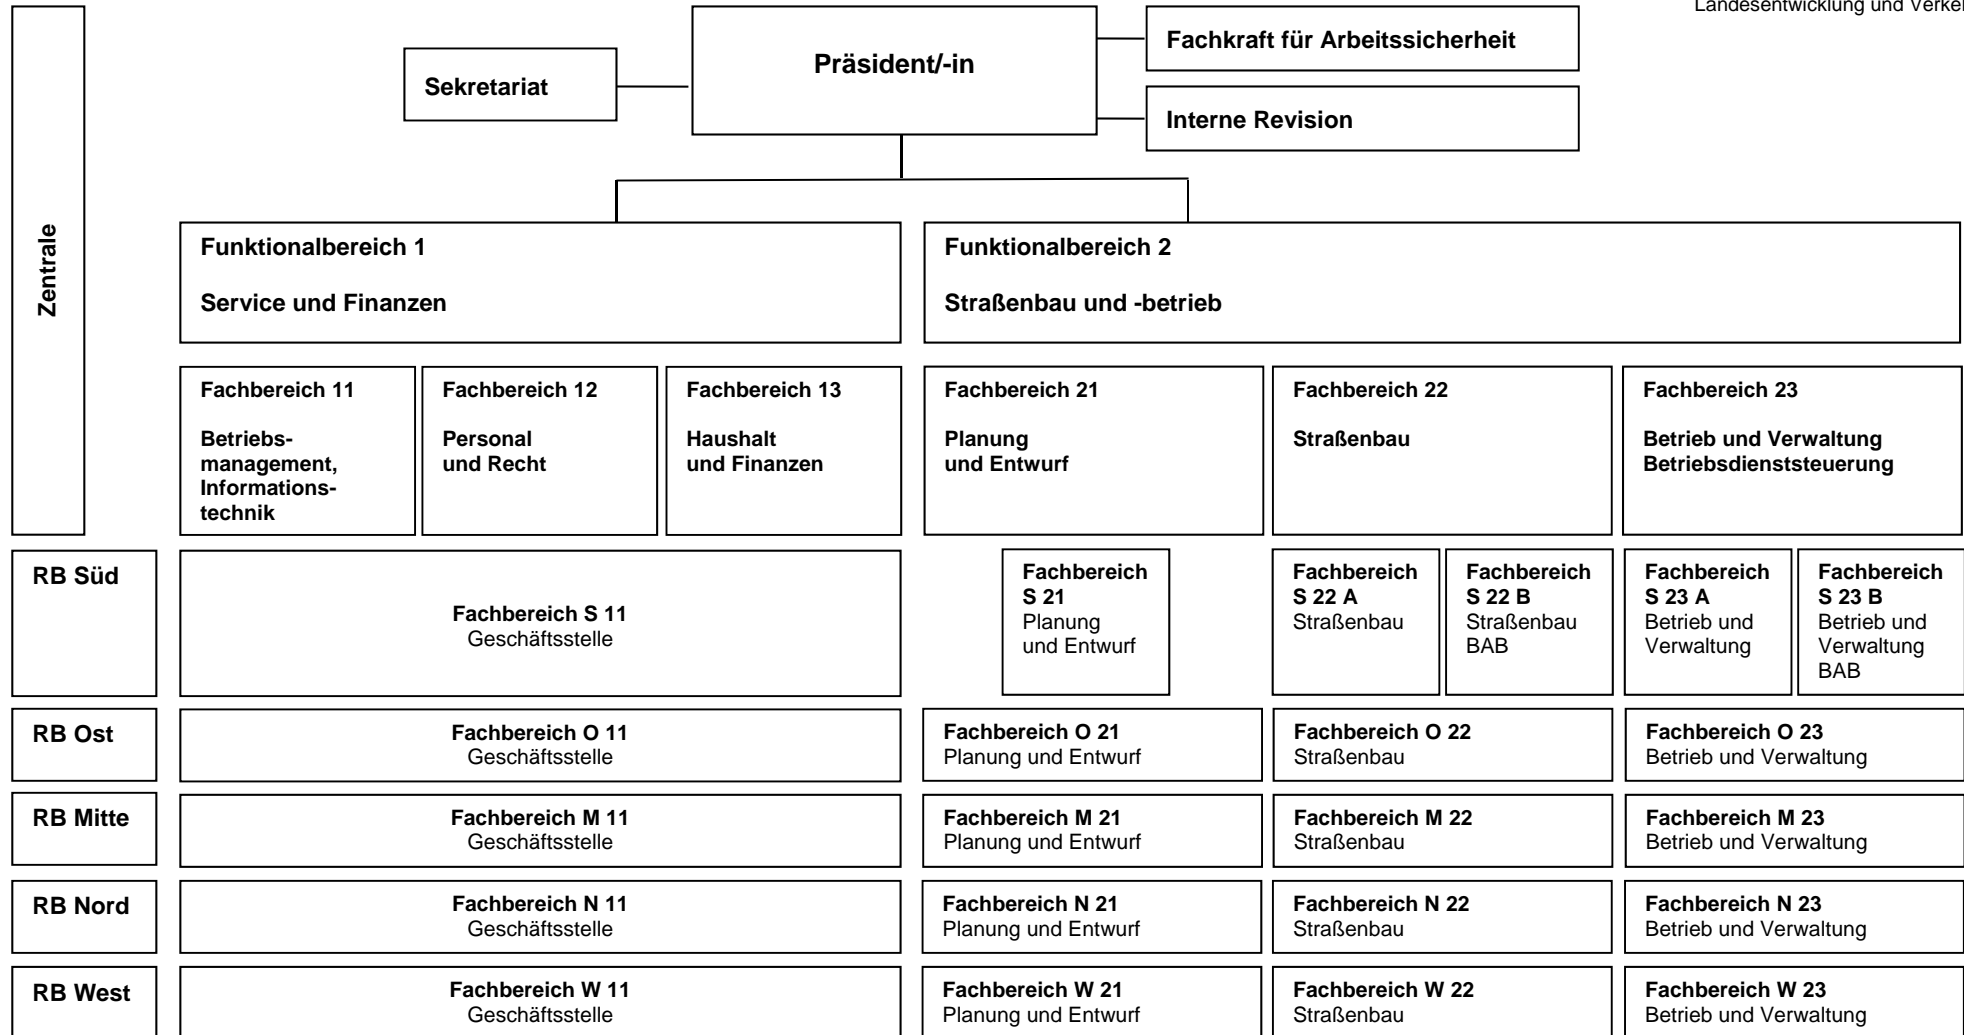 Landesentwicklung und Verke
Präsident/-in
Fachkraft für Arbeitssicherheit
Sekretariat
Interne Revision
Zentrale
Funktionalbereich 1
Service und Finanzen
Funktionalbereich 2
Straßenbau und -betrieb
Fachbereich 11
Betriebs-
management,
Informations-
technik
Fachbereich 12
Personal
und Recht
Fachbereich 13
Haushalt
und Finanzen
Fachbereich 21
Planung
und Entwurf
Fachbereich 22
Straßenbau
Fachbereich 23
Betrieb und Verwaltung
Betriebsdienststeuerung
RB Süd
Fachbereich S 11
Geschäftsstelle
Fachbereich
S 21
Planung
und Entwurf
Fachbereich
S 22 A
Straßenbau
Fachbereich
S 22 B
Straßenbau
BAB
Fachbereich
S 23 A
Betrieb und
Verwaltung
Fachbereich
S 23 B
Betrieb und
Verwaltung
BAB
RB Ost
Fachbereich O 11
Geschäftsstelle
Fachbereich O 21
Planung und Entwurf
Fachbereich O 22
Straßenbau
Fachbereich O 23
Betrieb und Verwaltung
RB Mitte
Fachbereich M 11
Geschäftsstelle
Fachbereich M 21
Planung und Entwurf
Fachbereich M 22
Straßenbau
Fachbereich M 23
Betrieb und Verwaltung
RB Nord
Fachbereich N 11
Geschäftsstelle
Fachbereich N 21
Planung und Entwurf
Fachbereich N 22
Straßenbau
Fachbereich N 23
Betrieb und Verwaltung
RB West
Fachbereich W 11
Geschäftsstelle
Fachbereich W 21
Planung und Entwurf
Fachbereich W 22
Straßenbau
Fachbereich W 23
Betrieb und Verwaltung